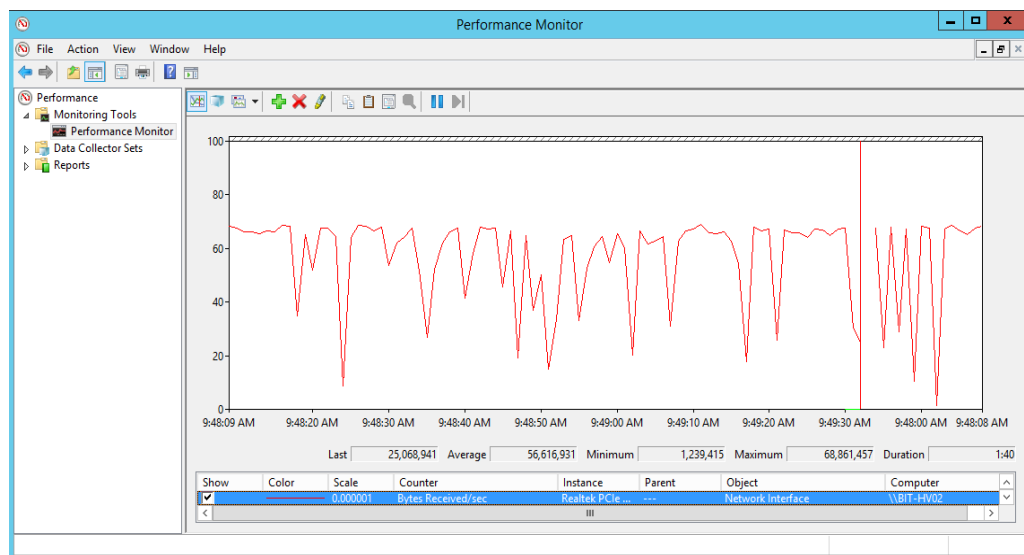 Performance Monitor
File Action View Window Help
Performance
Monitoring Tools
Performance Monitor
Data Collector Sets
Reports
100
80
60
40
20
0
9:48:09 AM 9:48:20 AM 9:48:30 AM 9:48:40 AM 9:48:50 AM 9:49:00 AM 9:49:10 AM 9:49:20 AM 9:49:30 AM 9:48:00 AM 9:48:08 AM
Last 25,068,941 Average 56,616,931 Minimum 1,239,415 Maximum 68,861,457 Duration 1:40
Show Color Scale Counter Instance Parent Object Computer
0.000001 Bytes Received/sec Realtek PCIe ... --- Network Interface \\BIT-HV02